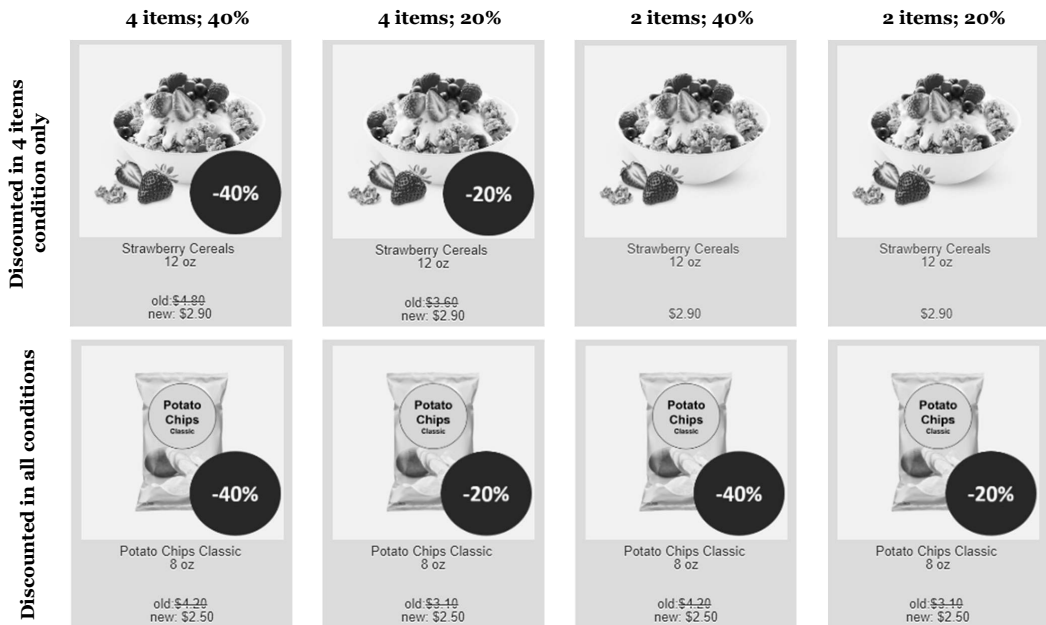 4 items; 40%
4 items; 20%
2 items; 40%
2 items; 20%
Discounted in 4 items
condition only
-40%
Strawberry Cereals
12 oz
old:$4.80
new: $2.90
-20%
Strawberry Cereals
12 oz
old:$3.60
new: $2.90
Strawberry Cereals
12 oz
$2.90
Strawberry Cereals
12 oz
$2.90
Discounted in all conditions
Potato
Chips
Classic
-40%
Potato Chips Classic
8 oz
old:$4.20
new: $2.50
Potato
Chips
Classic
-20%
Potato Chips Classic
8 oz
old:$3.10
new: $2.50
Potato
Chips
Classic
-40%
Potato Chips Classic
8 oz
old:$4.20
new: $2.50
Potato
Chips
Classic
-20%
Potato Chips Classic
8 oz
old:$3.10
new: $2.50